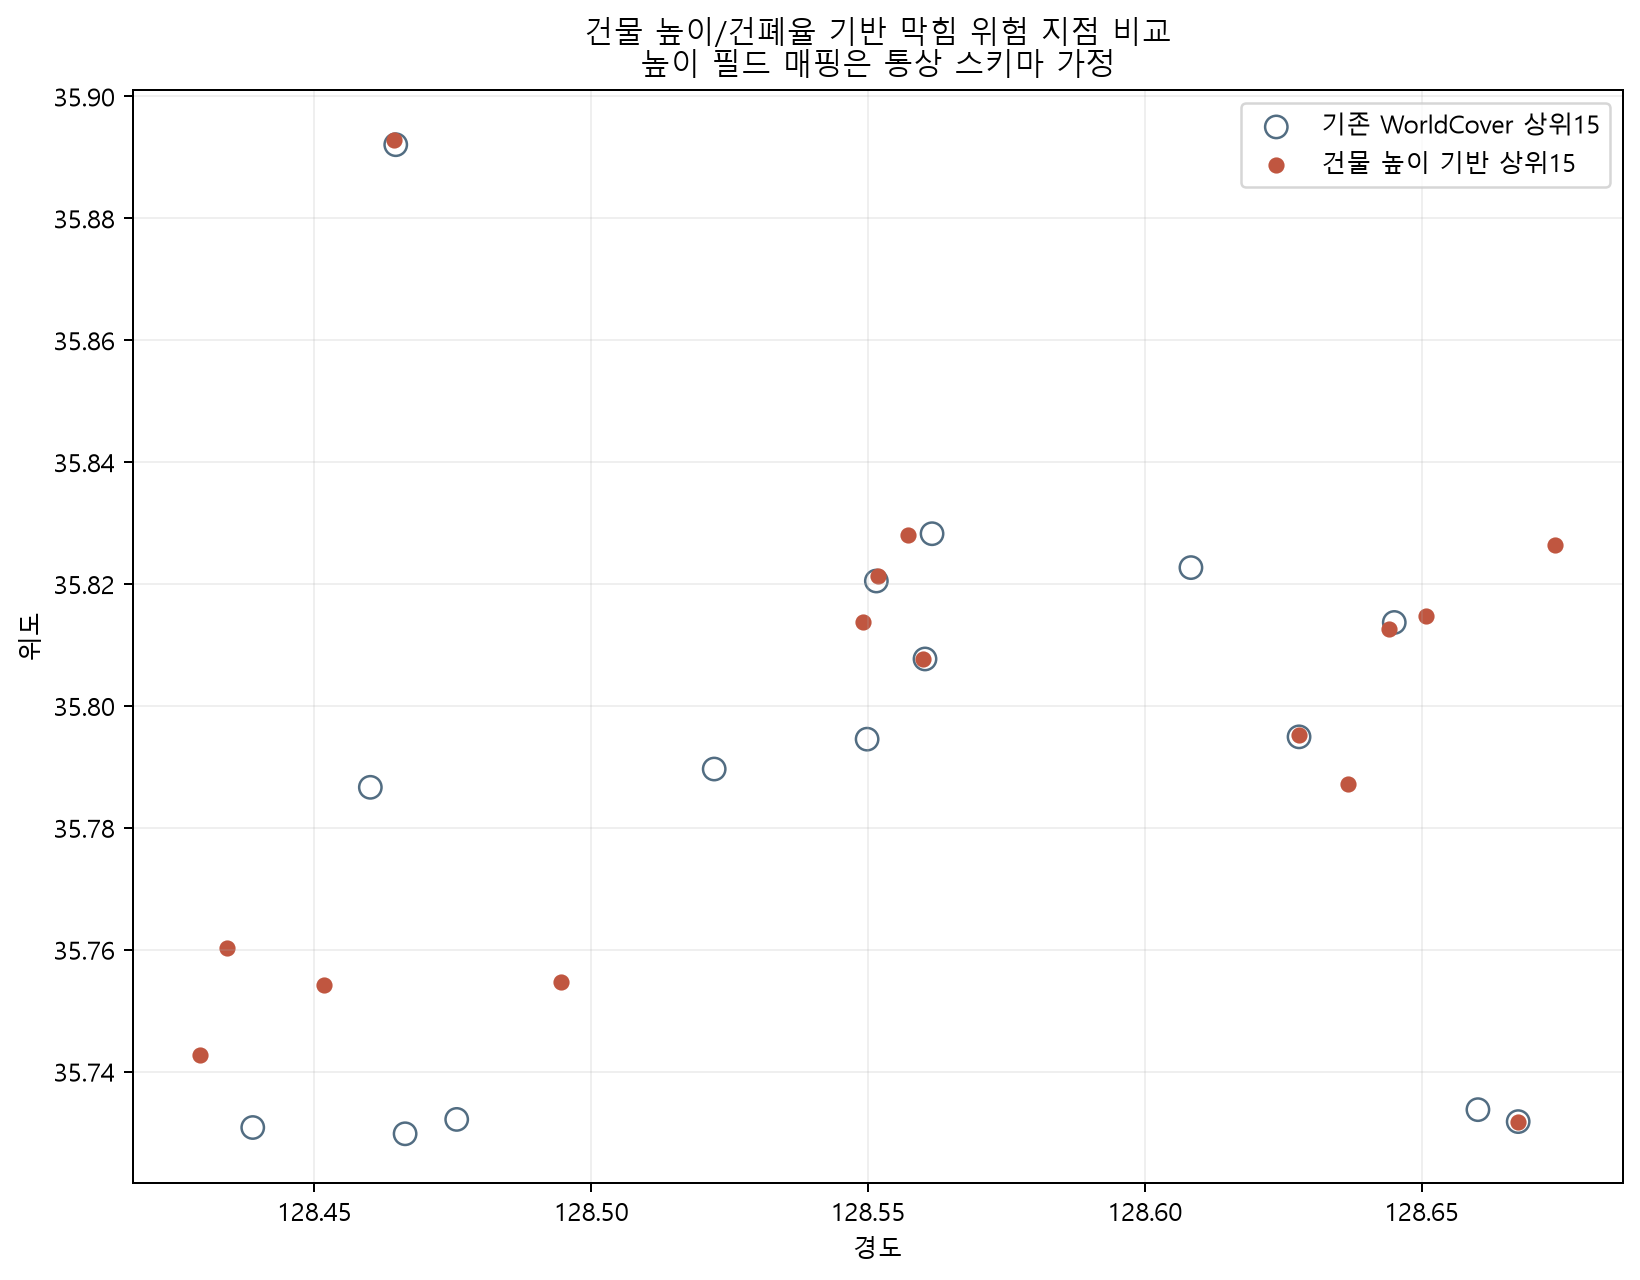 건물 높이/건폐율 기반 막힘 위험 지점 비교
높이 필드 매핑은 통상 스키마 가정
기존 WorldCover 상위15
건물 높이 기반 상위15
35.90
35.88
35.86
35.84
35.82
35.80
35.78
35.76
35.74
위도
128.45
128.50
128.55
128.60
128.65
경도